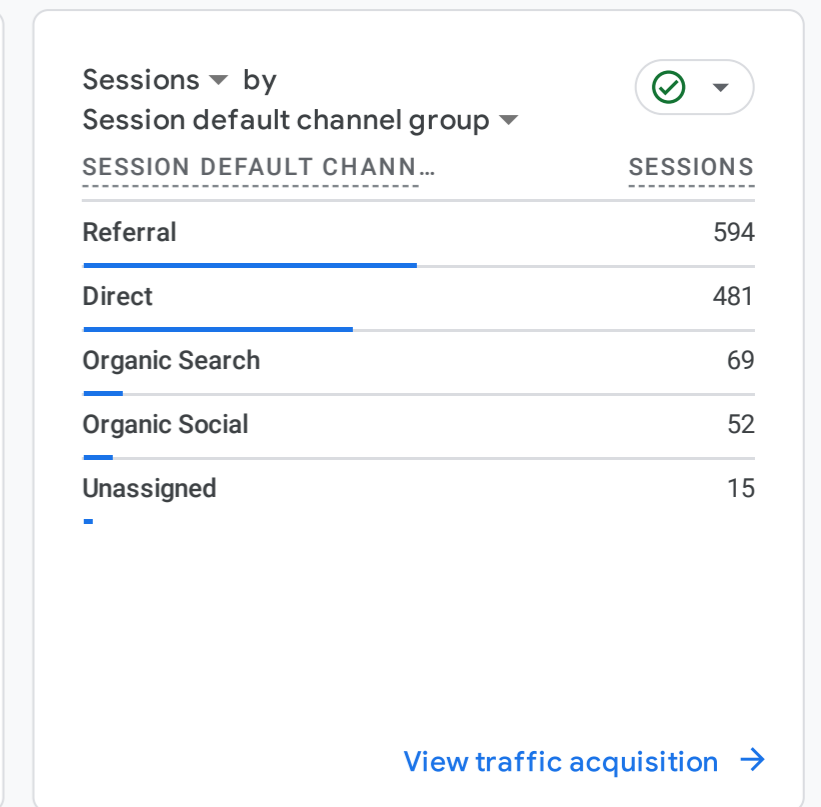 Sessions by
Session default channel group
SESSION DEFAULT CHANN… SESSIONS
Referral 594
Direct 481
Organic Search 69
Organic Social 52
Unassigned 15
View traffic acquisition